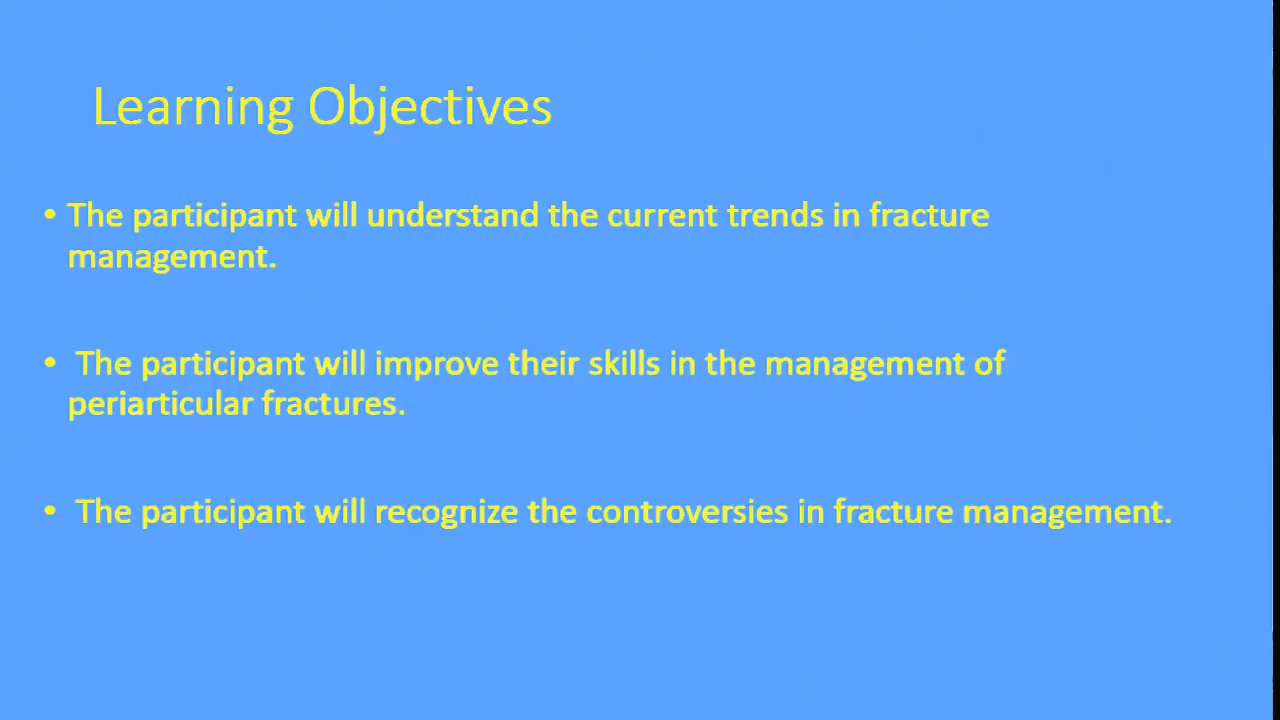 Learning Objectives
• The participant will understand the current trends in fracture
management.
• The participant will improve their skills in the management of
periarticular fractures.
• The participant will recognize the controversies in fracture management.